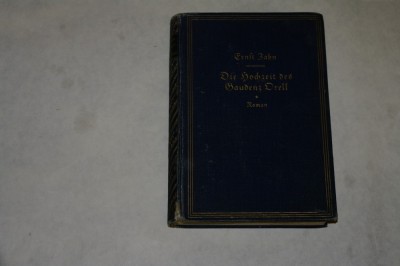 Ernst Zahn
Die Hochzeit des
Gaudenz Orell
Roman